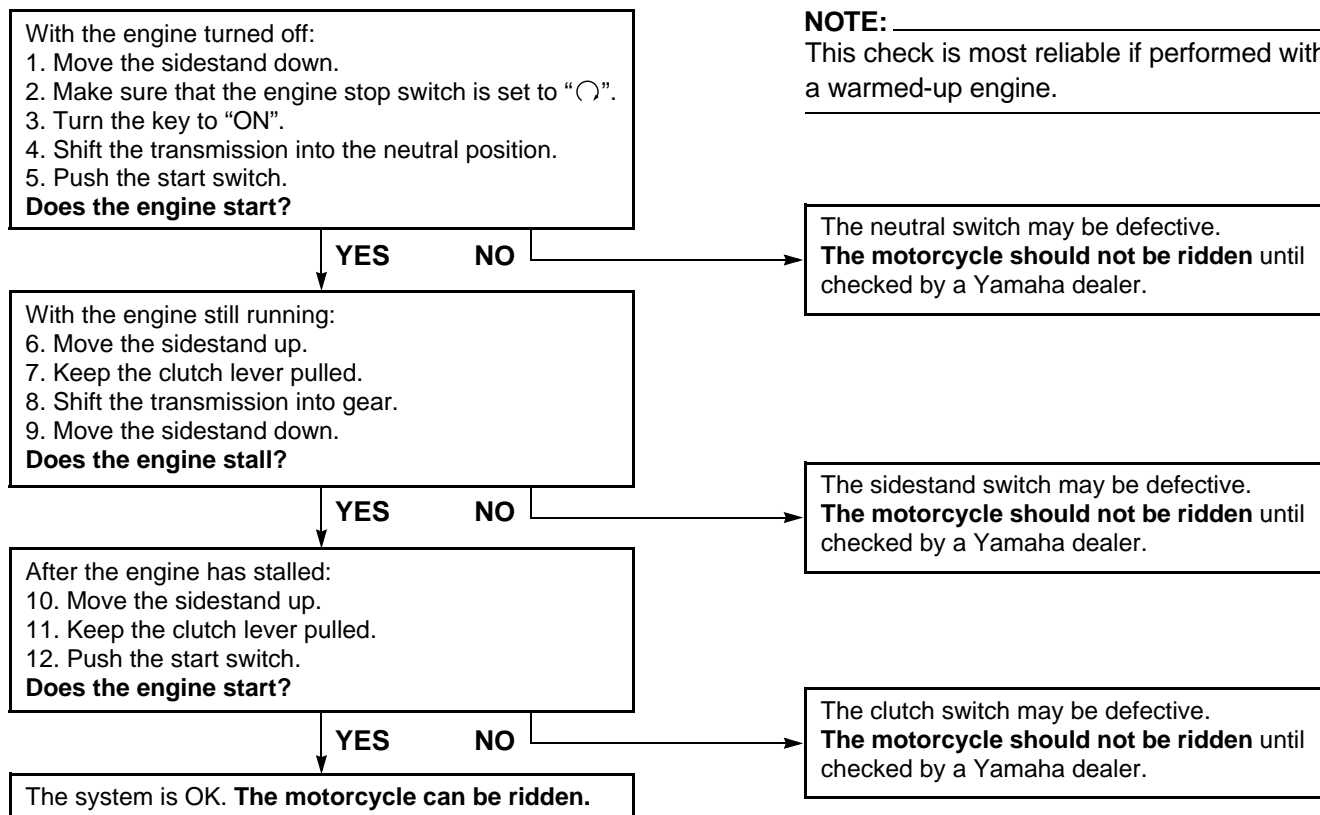 With the engine turned off:
1. Move the sidestand down.
2. Make sure that the engine stop switch is set to “○”.
3. Turn the key to “ON”.
4. Shift the transmission into the neutral position.
5. Push the start switch.
Does the engine start?
NOTE:
This check is most reliable if performed with
a warmed-up engine.
YES NO
The neutral switch may be defective.
The motorcycle should not be ridden until
checked by a Yamaha dealer.
With the engine still running:
6. Move the sidestand up.
7. Keep the clutch lever pulled.
8. Shift the transmission into gear.
9. Move the sidestand down.
Does the engine stall?
YES NO
The sidestand switch may be defective.
The motorcycle should not be ridden until
checked by a Yamaha dealer.
After the engine has stalled:
10. Move the sidestand up.
11. Keep the clutch lever pulled.
12. Push the start switch.
Does the engine start?
YES NO
The clutch switch may be defective.
The motorcycle should not be ridden until
checked by a Yamaha dealer.
The system is OK. The motorcycle can be ridden.